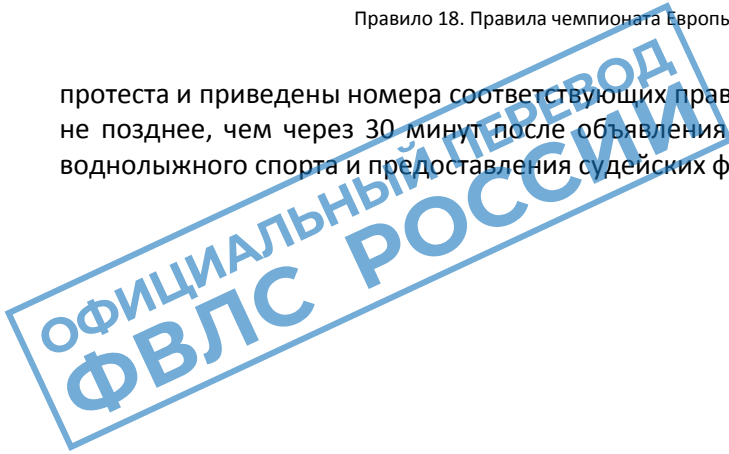 Правило 18. Правила чемпионата Европы
протеста и приведены номера соответствующих прав
не позднее, чем через 30 минут после объявления
воднолыжного спорта и предоставления судейских ф
ОФИЦИАЛЬНЫЙ ПЕРЕВОД
ФВЛС РОССИИ